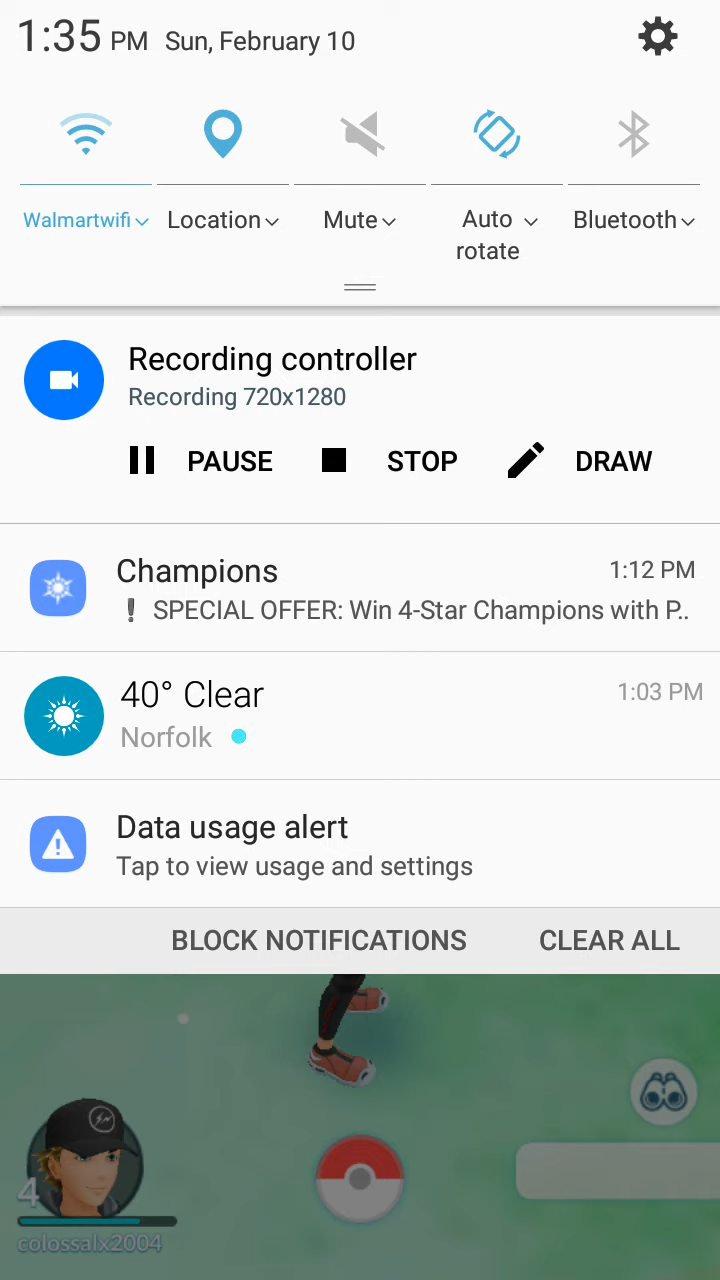 1:35 PM Sun, February 10
Walmartwifi Location Mute Auto rotate Bluetooth
Recording controller
Recording 720x1280
PAUSE STOP DRAW
Champions 1:12 PM
❗ SPECIAL OFFER: Win 4-Star Champions with P..
40° Clear 1:03 PM
Norfolk
Data usage alert
Tap to view usage and settings
BLOCK NOTIFICATIONS CLEAR ALL
4
colossalx2004